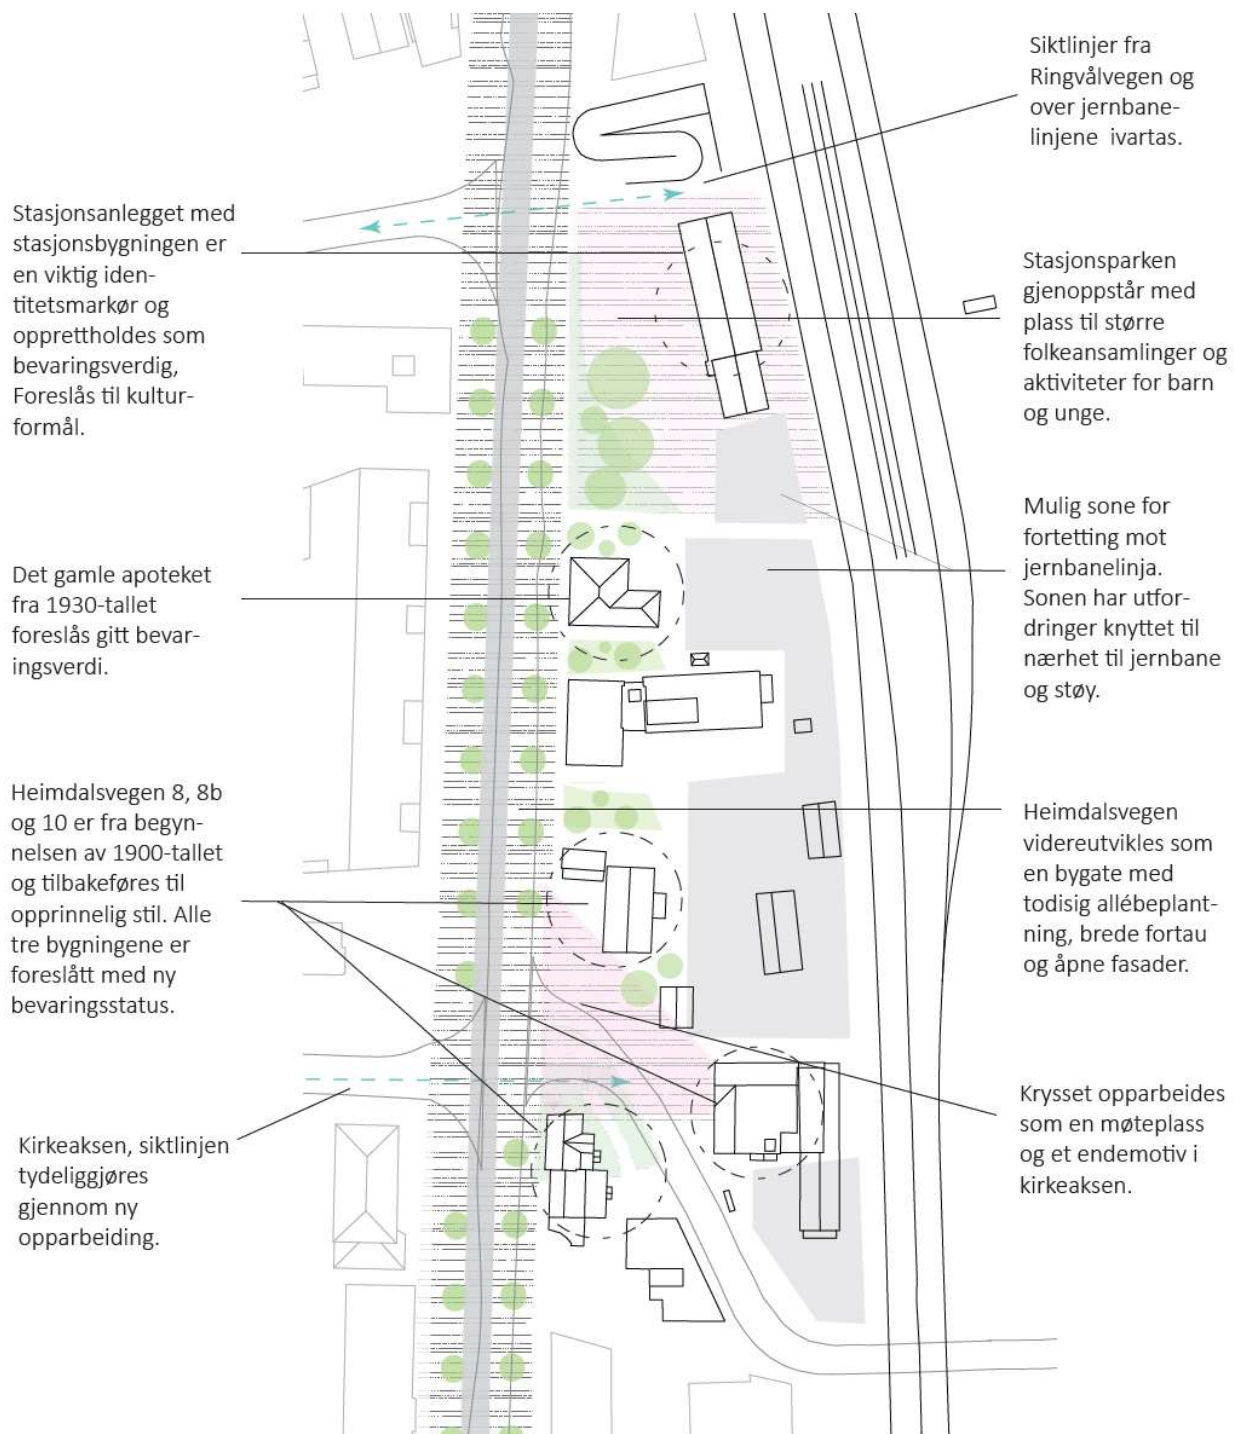 Siktlinjer fra
Ringvålvegen og
over jernbane-
linjene ivartas.
Stasjonsanlegget med
stasjonsbygningen er
en viktig iden-
titetsmarkør og
opprettholdes som
bevaringsverdig,
Foreslås til kultur-
formål.
Stasjonsparken
gjenoppstår med
plass til større
folkeansamlinger og
aktiviteter for barn
og unge.
Det gamle apoteket
fra 1930-tallet
foreslås gitt bevar-
ingsverdi.
Mulig sone for
fortetting mot
jernbanelinja.
Sonen har utfor-
dringer knyttet til
nærhet til jernbane
og støy.
Heimdalsvegen 8, 8b
og 10 er fra begyn-
nelsen av 1900-tallet
og tilbakeføres til
opprinnelig stil. Alle
tre bygningene er
foreslått med ny
bevaringsstatus.
Heimdalsvegen
videreutvikles som
en bygate med
todisig allébeplant-
ning, brede fortau
og åpne fasader.
Kirkeaksen, siktlinjen
tydeliggjøres
gjennom ny
opparbeiding.
Krysset opparbeides
som en møteplass
og et endemotiv i
kirkeaksen.